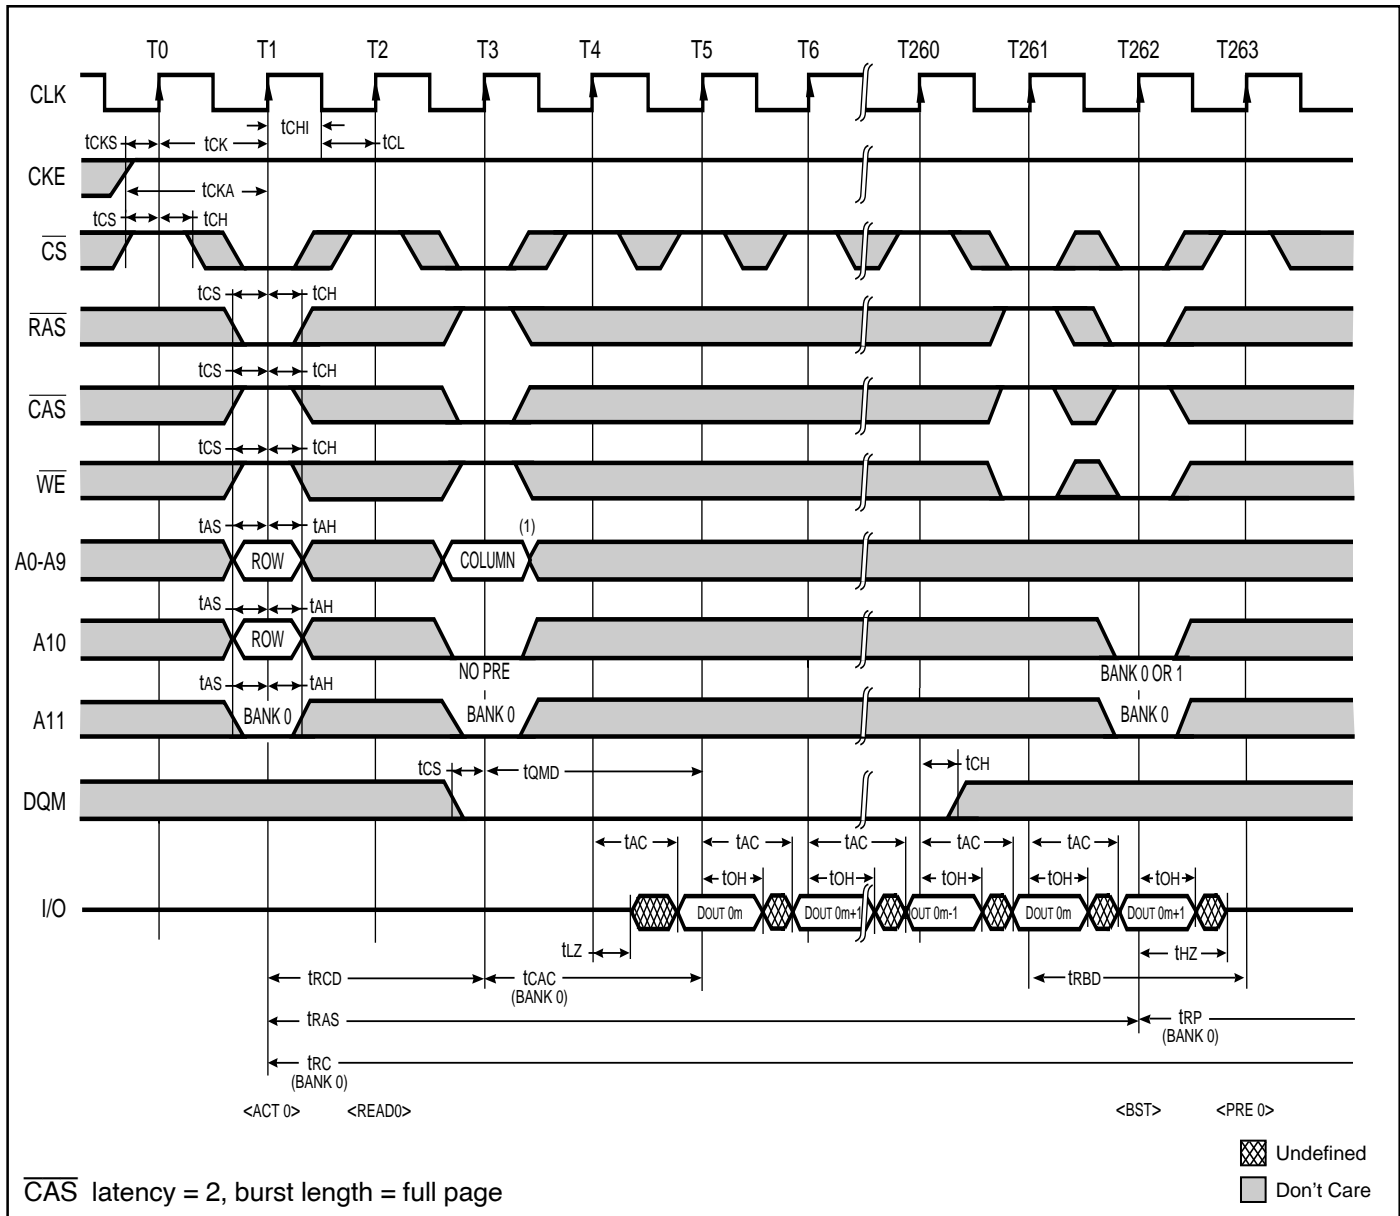 T0 T1 T2 T3 T4 T5 T6 T260 T261 T262 T263
CLK
tCHI
tCKS tCK tCL
CKE
tCKA
tCS tCH
CS
tCS tCH
RAS
tCS tCH
CAS
tCS tCH
WE
tAS tAH (1)
A0-A9 ROW COLUMN
tAS tAH
A10 ROW
NO PRE BANK 0 OR 1
tAS tAH
A11 BANK 0 BANK 0 BANK 0
tCS tQMD tCH
DQM
tAC tAC tAC tAC tAC
tOH tOH tOH tOH tOH
I/O DOUT 0m DOUT 0m+1 OUT 0m-1 DOUT 0m DOUT 0m+1
tLZ tHZ
tRCD tCAC tRBD
(BANK 0)
tRAS tRP
(BANK 0)
tRC
(BANK 0)
<ACT 0> <READ0> <BST> <PRE 0>
Undefined
Don't Care
CAS latency = 2, burst length = full page